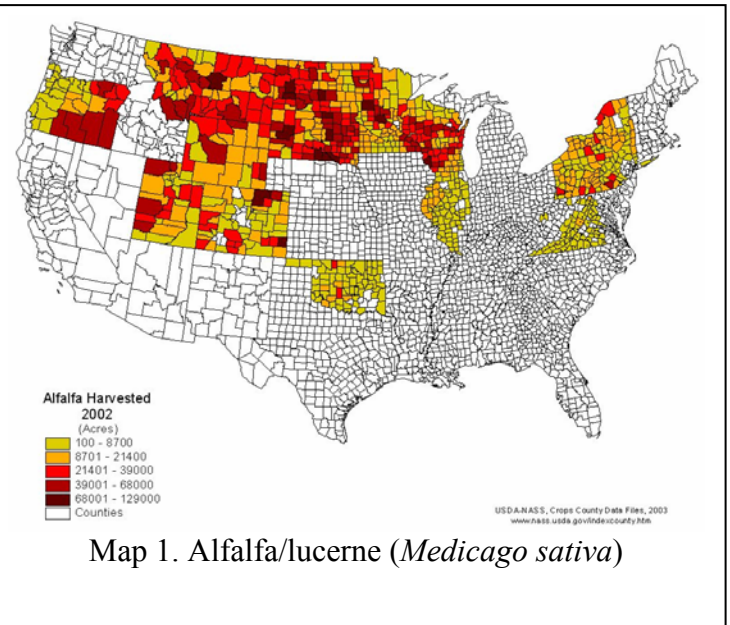 Alfalfa Harvested
2002
(Acres)
100 - 8700
8701 - 21400
21401 - 39000
39001 - 68000
68001 - 129000
Counties
USDA-NASS, Crops County Data Files, 2003
www.nass.usda.gov/indexcounty.htm
Map 1. Alfalfa/lucerne (Medicago sativa)